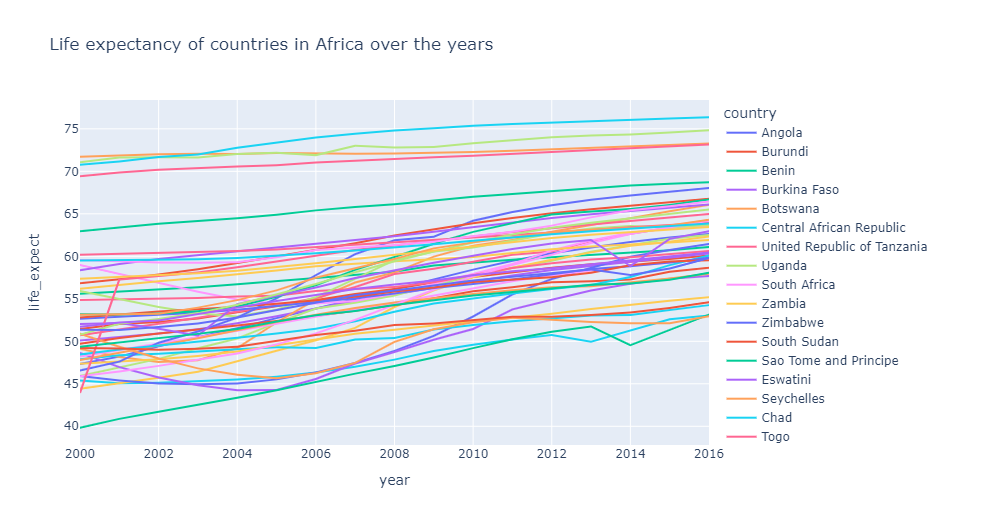 Life expectancy of countries in Africa over the years
country
75
70
65
60
55
50
45
40
life_expect
2000
2002
2004
2006
2008
2010
2012
2014
2016
year
Angola
Burundi
Benin
Burkina Faso
Botswana
Central African Republic
United Republic of Tanzania
Uganda
South Africa
Zambia
Zimbabwe
South Sudan
Sao Tome and Principe
Eswatini
Seychelles
Chad
Togo